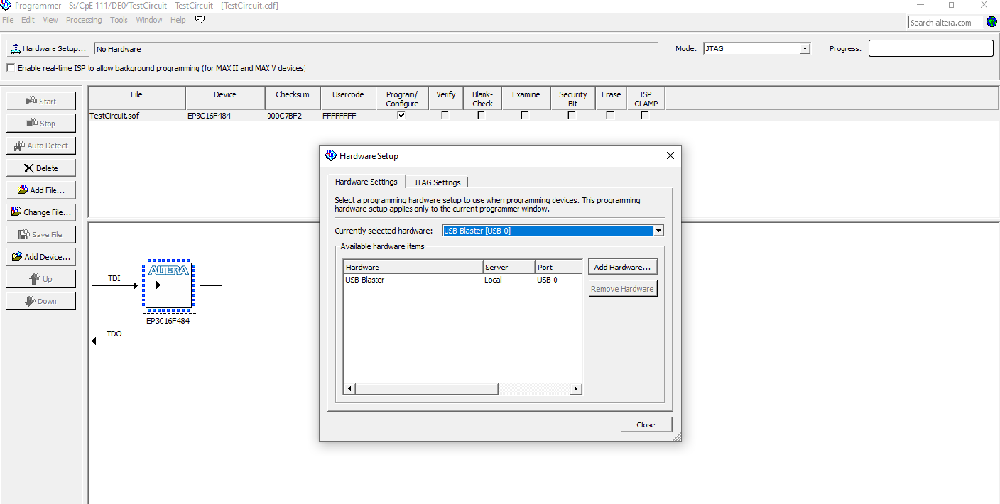 Programmer - S:/CpE 111/DE0/TestCircuit - TestCircuit - [TestCircuit.cdf]
File Edit View Processing Tools Window Help
Search altera.com
Hardware Setup... No Hardware Mode: JTAG Progress:
Enable real-time ISP to allow background programming (for MAX II and MAX V devices)
Start
Stop
Auto Detect
Delete
Add File...
Change File...
Save File
Add Device...
Up
Down
File Device Checksum Usercode Program/ Configure Verify Blank- Check Examine Security Bit Erase ISP CLAMP
TestCircuit.sof EP3C16F484 000C7BF2 FFFFFFFF
TDI
ALTERA
EP3C16F484
TDO
Hardware Setup
Hardware Settings JTAG Settings
Select a programming hardware setup to use when programming devices. This programming
hardware setup applies only to the current programmer window.
Currently selected hardware: USB-Blaster [USB-0]
Available hardware items
Hardware Server Port
USB-Blaster Local USB-0
Add Hardware...
Remove Hardware
Close